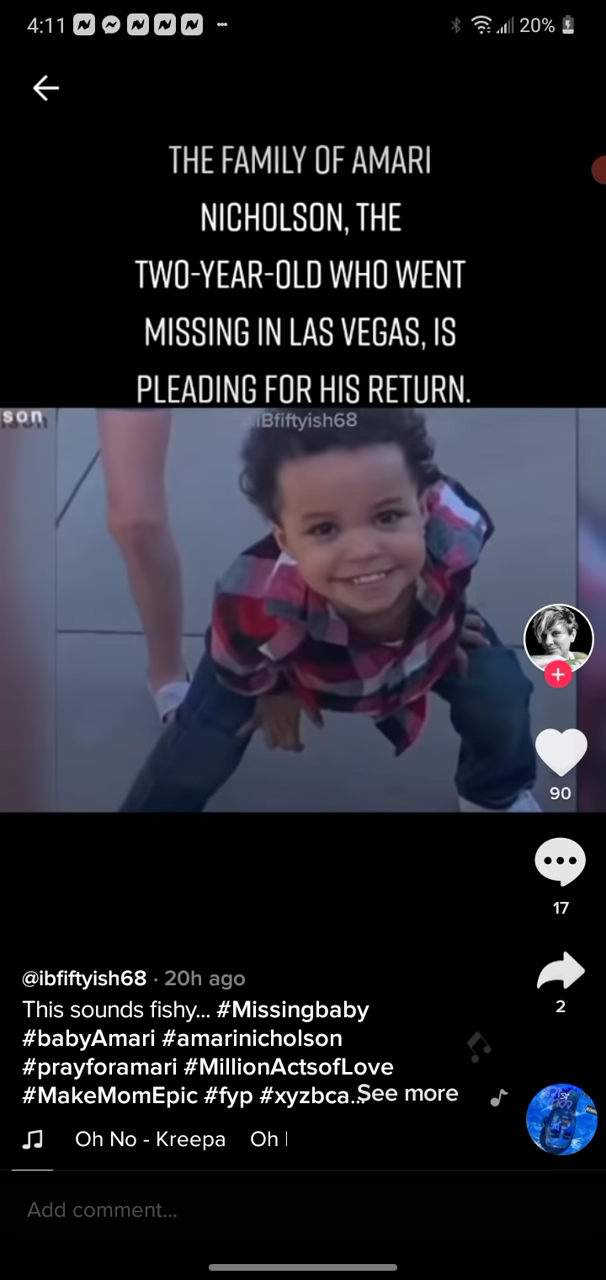 4:11
20%
THE FAMILY OF AMARI
NICHOLSON, THE
TWO-YEAR-OLD WHO WENT
MISSING IN LAS VEGAS, IS
PLEADING FOR HIS RETURN.
son
iBfiftyish68
90
17
2
@ibfiftyish68 · 20h ago
This sounds fishy... #Missingbaby
#babyAmari #amarinicholson
#prayforamari #MillionActsofLove
#MakeMomEpic #fyp #xyzbca... See more
Oh No - Kreepa Oh
Add comment...